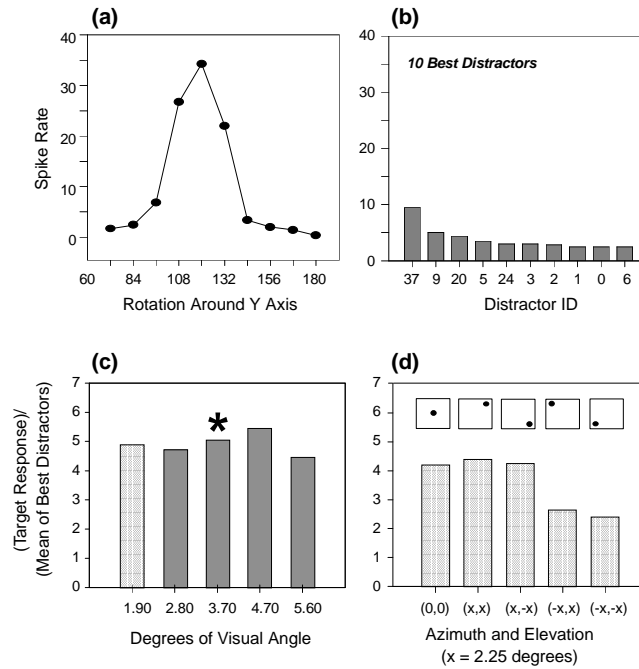 (a)
40
30
20
10
0
Spike Rate
60 84 108 132 156 180
Rotation Around Y Axis
(b)
40
30
20
10
0
10 Best Distractors
37 9 20 5 24 3 2 1 0 6
Distractor ID
(c)
7
6
5
4
3
2
1
0
(Target Response)/
(Mean of Best Distractors)
*
1.90 2.80 3.70 4.70 5.60
Degrees of Visual Angle
(d)
7
6
5
4
3
2
1
0
(0,0) (x,x) (x,-x) (-x,x) (-x,-x)
Azimuth and Elevation
(x = 2.25 degrees)